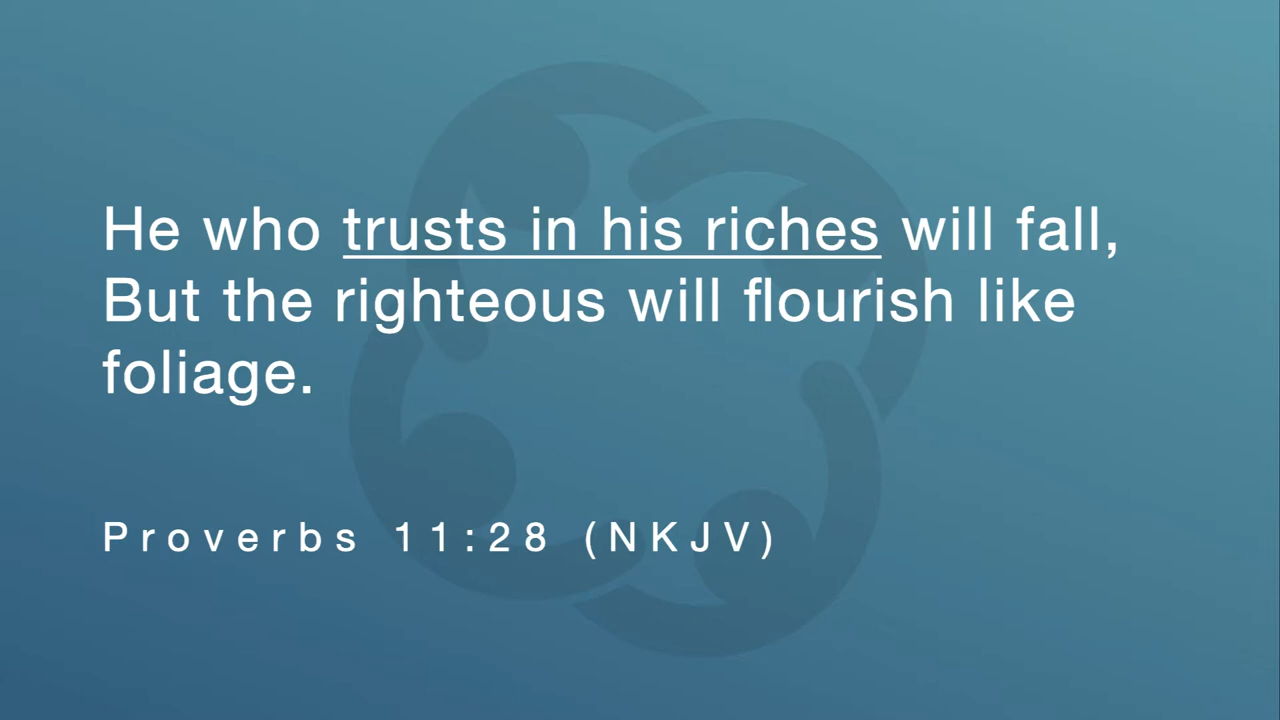 He who trusts in his riches will fall,
But the righteous will flourish like
foliage.
Proverbs 11:28 (NKJV)